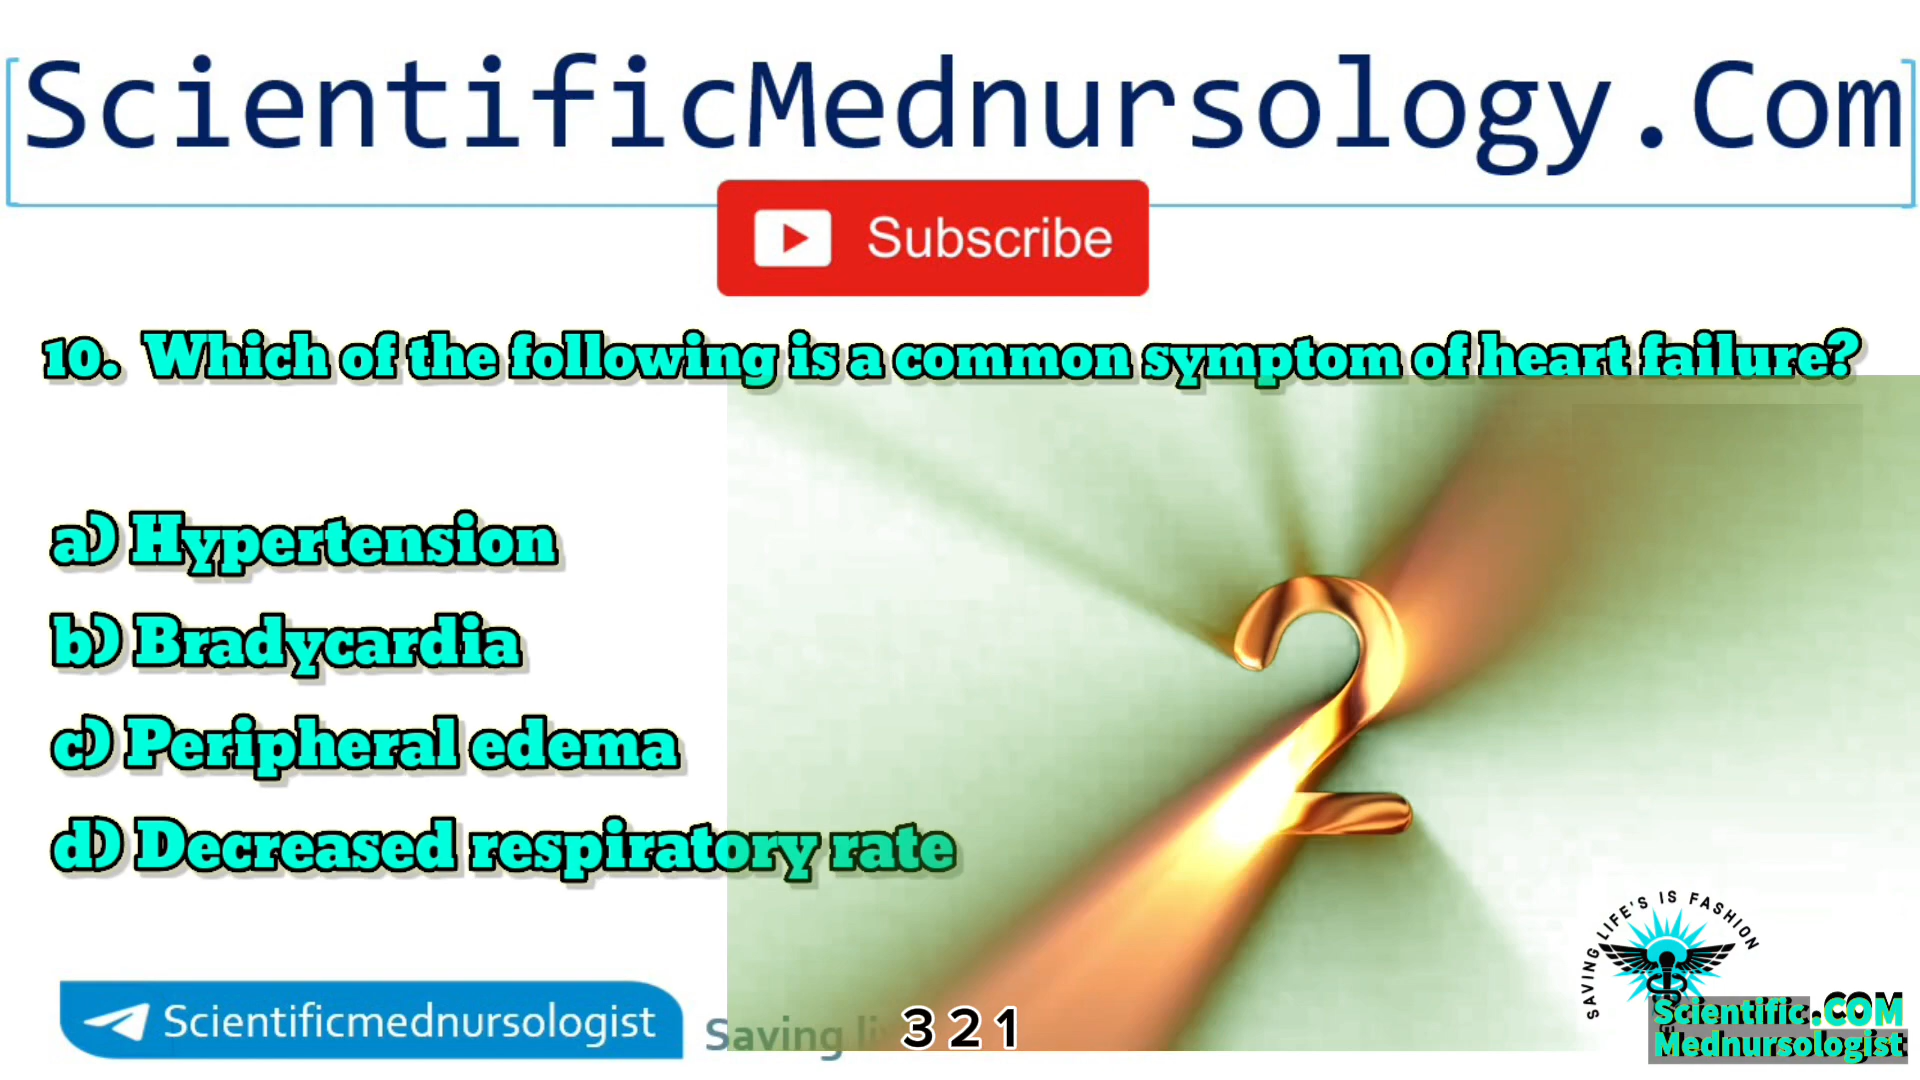 ScientificMednursology.Com
Subscribe
10. Which of the following is a common symptom of heart failure?
a) Hypertension
b) Bradycardia
c) Peripheral edema
d) Decreased respiratory rate
2
SAVING LIFE'S IS FASHION
Scientific.COM
Mednursologist
Scientificmednursologist
Saving li
3 2 1